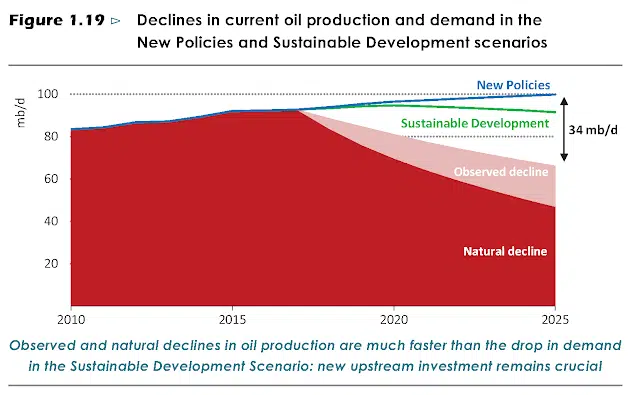 Figure 1.19 ▷ Declines in current oil production and demand in the
New Policies and Sustainable Development scenarios
mb/d
100
80
60
40
20
New Policies
Sustainable Development
34 mb/d
Observed decline
Natural decline
2010
2015
2020
2025
Observed and natural declines in oil production are much faster than the drop in demand
in the Sustainable Development Scenario: new upstream investment remains crucial